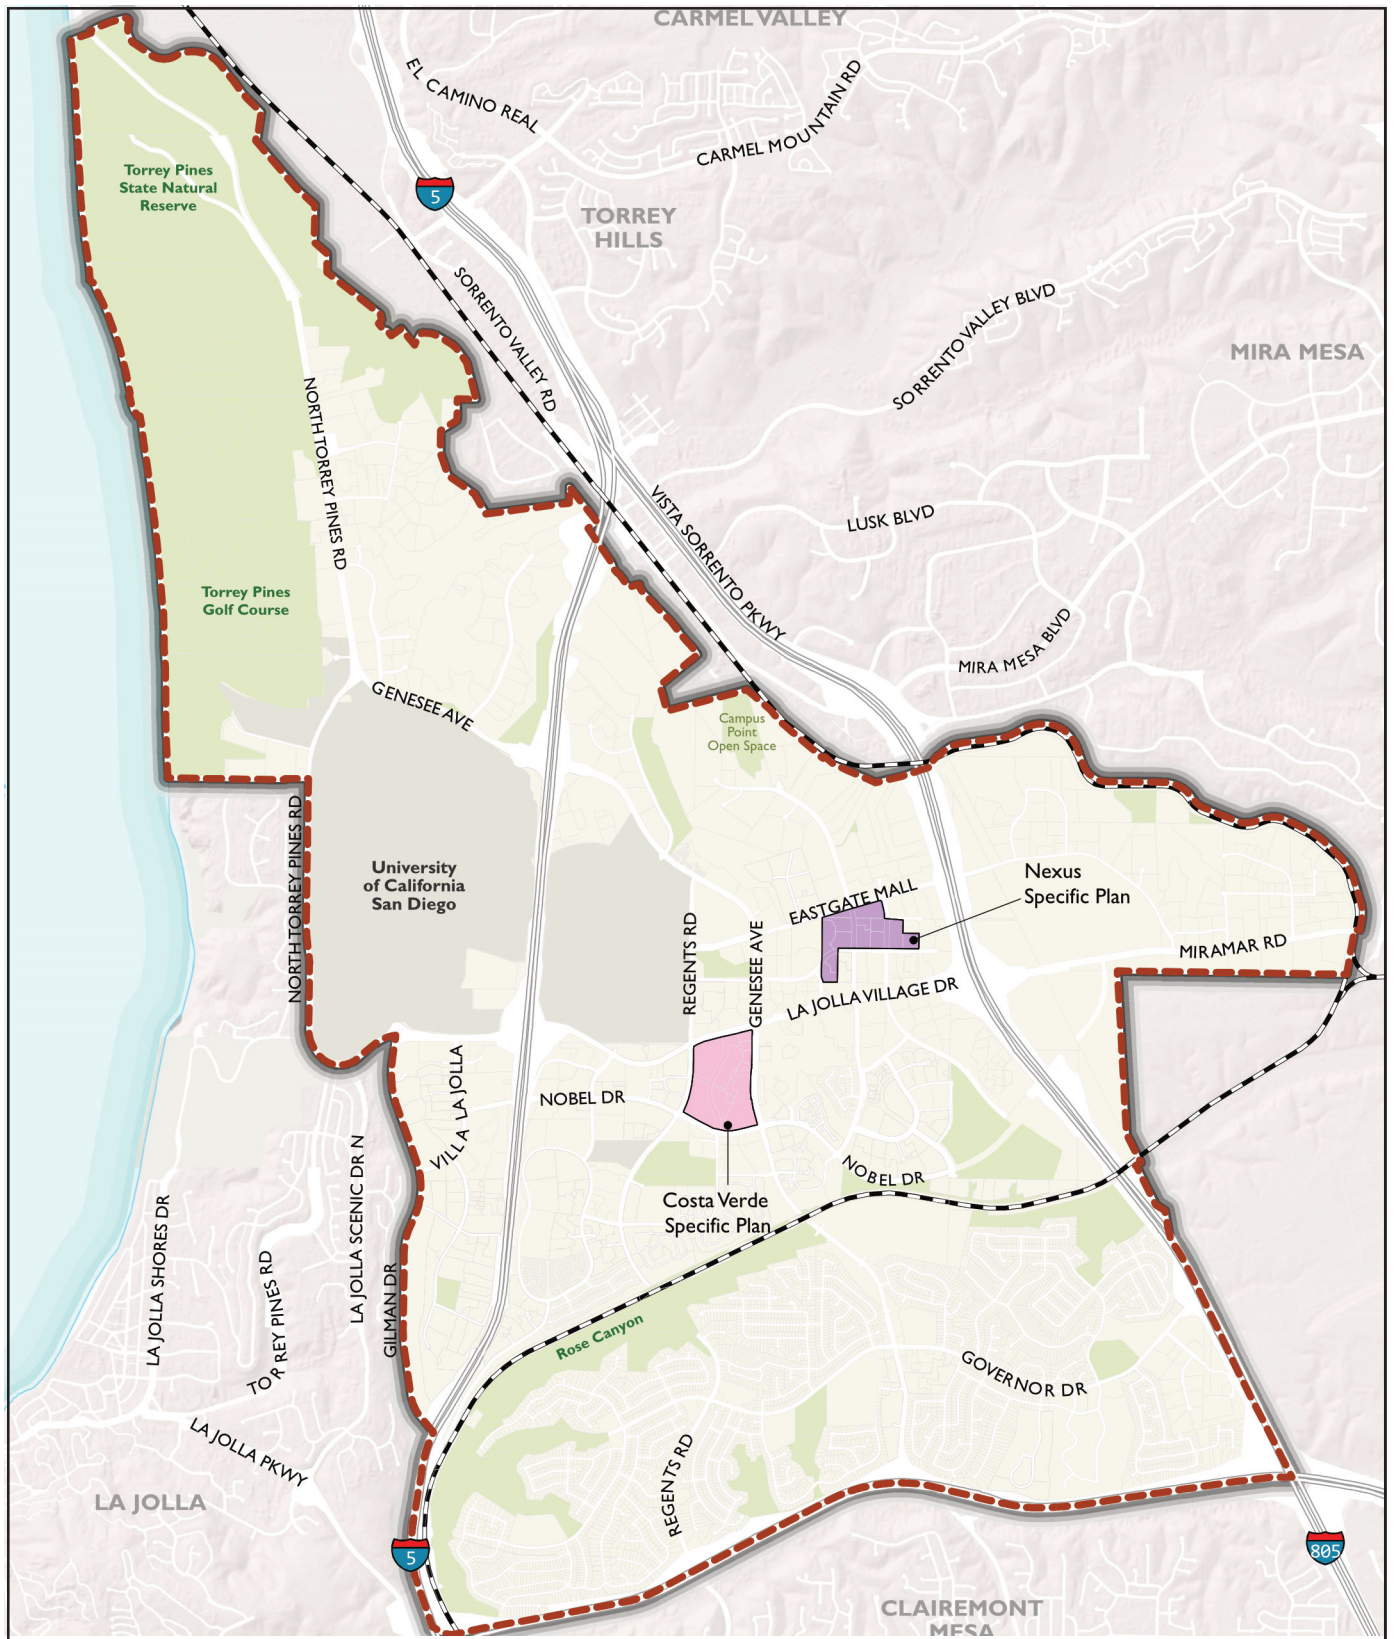 CARMEL VALLEY
EL CAMINO REAL
CARMEL MOUNTAIN RD
Torrey Pines
State Natural
Reserve
5
TORREY
HILLS
SORRENTO VALLEY RD
SORRENTO VALLEY BLVD
MIRA MESA
NORTH TORREY PINES RD
VISTA SORRENTO PKWY
LUSK BLVD
Torrey Pines
Golf Course
MIRA MESA BLVD
GENESEE AVE
Campus
Point
Open Space
NORTH TORREY PINES RD
University
of California
San Diego
Nexus
Specific Plan
EASTGATE MALL
REGENTS RD
GENESEE AVE
MIRAMAR RD
LA JOLLA VILLAGE DR
VILLA LA JOLLA
NOBEL DR
NOBEL DR
Costa Verde
Specific Plan
LA JOLLA SHORES DR
TORREY PINES RD
LA JOLLA SCENIC DR N
GILMAN DR
Rose Canyon
GOVERNOR DR
LA JOLLA PKWY
REGENTS RD
LA JOLLA
5
805
CLAIREMONT
MESA